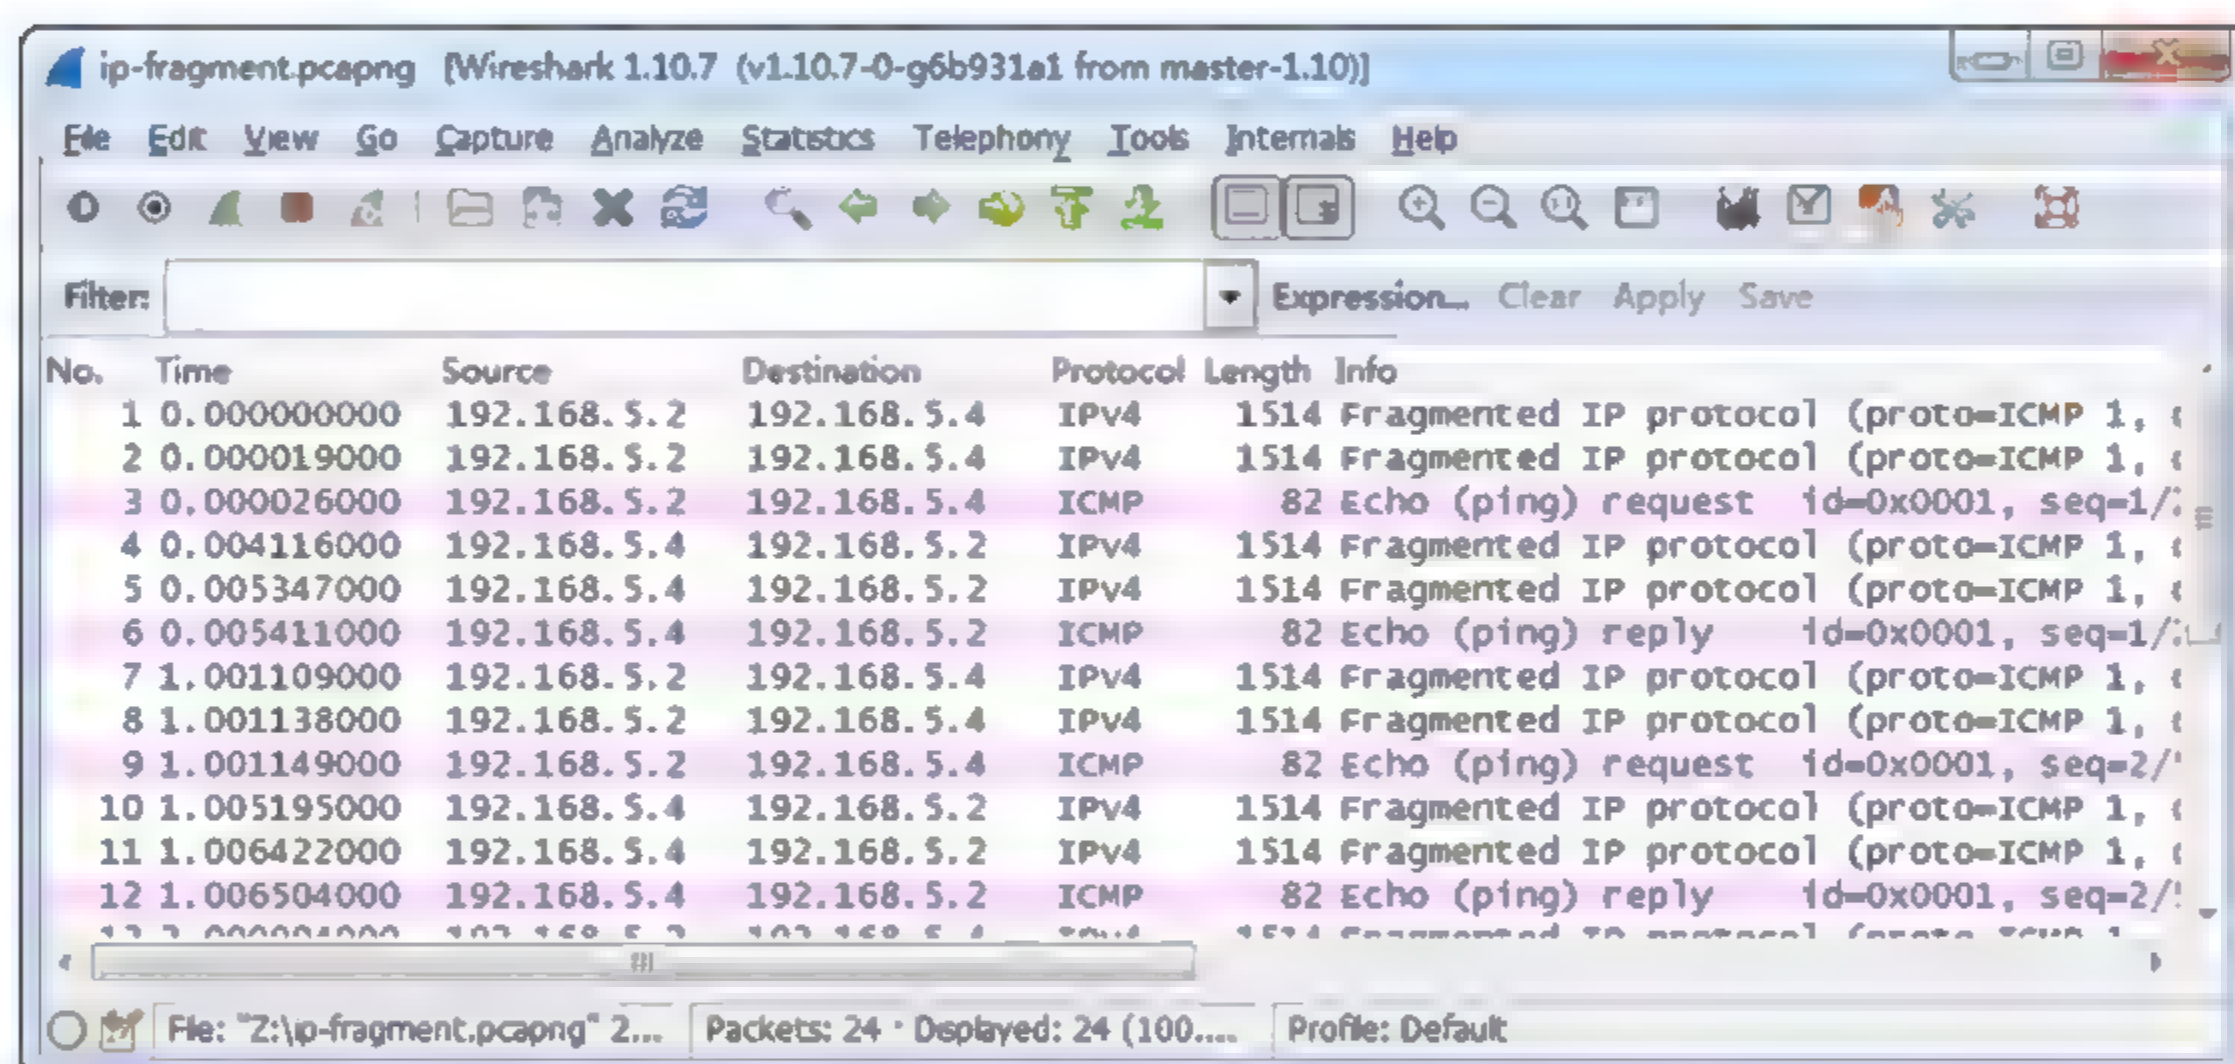 ip-fragment.pcapng [Wireshark 1.10.7 (v1.10.7-0-g6b931a1 from master-1.10)]
File Edit View Go Capture Analyze Statistics Telephony Tools Internals Help
Filter: Expression... Clear Apply Save
No. Time Source Destination Protocol Length Info
1 0.000000000 192.168.5.2 192.168.5.4 IPv4 1514 Fragmented IP protocol (proto=ICMP 1,
2 0.000019000 192.168.5.2 192.168.5.4 IPv4 1514 Fragmented IP protocol (proto=ICMP 1,
3 0.000026000 192.168.5.2 192.168.5.4 ICMP 82 Echo (ping) request id=0x0001, seq=1/
4 0.004116000 192.168.5.4 192.168.5.2 IPv4 1514 Fragmented IP protocol (proto=ICMP 1,
5 0.005347000 192.168.5.4 192.168.5.2 IPv4 1514 Fragmented IP protocol (proto=ICMP 1,
6 0.005411000 192.168.5.4 192.168.5.2 ICMP 82 Echo (ping) reply id=0x0001, seq=1/
7 1.001109000 192.168.5.2 192.168.5.4 IPv4 1514 Fragmented IP protocol (proto=ICMP 1,
8 1.001138000 192.168.5.2 192.168.5.4 IPv4 1514 Fragmented IP protocol (proto=ICMP 1,
9 1.001149000 192.168.5.2 192.168.5.4 ICMP 82 Echo (ping) request id=0x0001, seq=2/
10 1.005195000 192.168.5.4 192.168.5.2 IPv4 1514 Fragmented IP protocol (proto=ICMP 1,
11 1.006422000 192.168.5.4 192.168.5.2 IPv4 1514 Fragmented IP protocol (proto=ICMP 1,
12 1.006504000 192.168.5.4 192.168.5.2 ICMP 82 Echo (ping) reply id=0x0001, seq=2/
File: "Z:\ip-fragment.pcapng" 2... Packets: 24 · Displayed: 24 (100.... Profile: Default